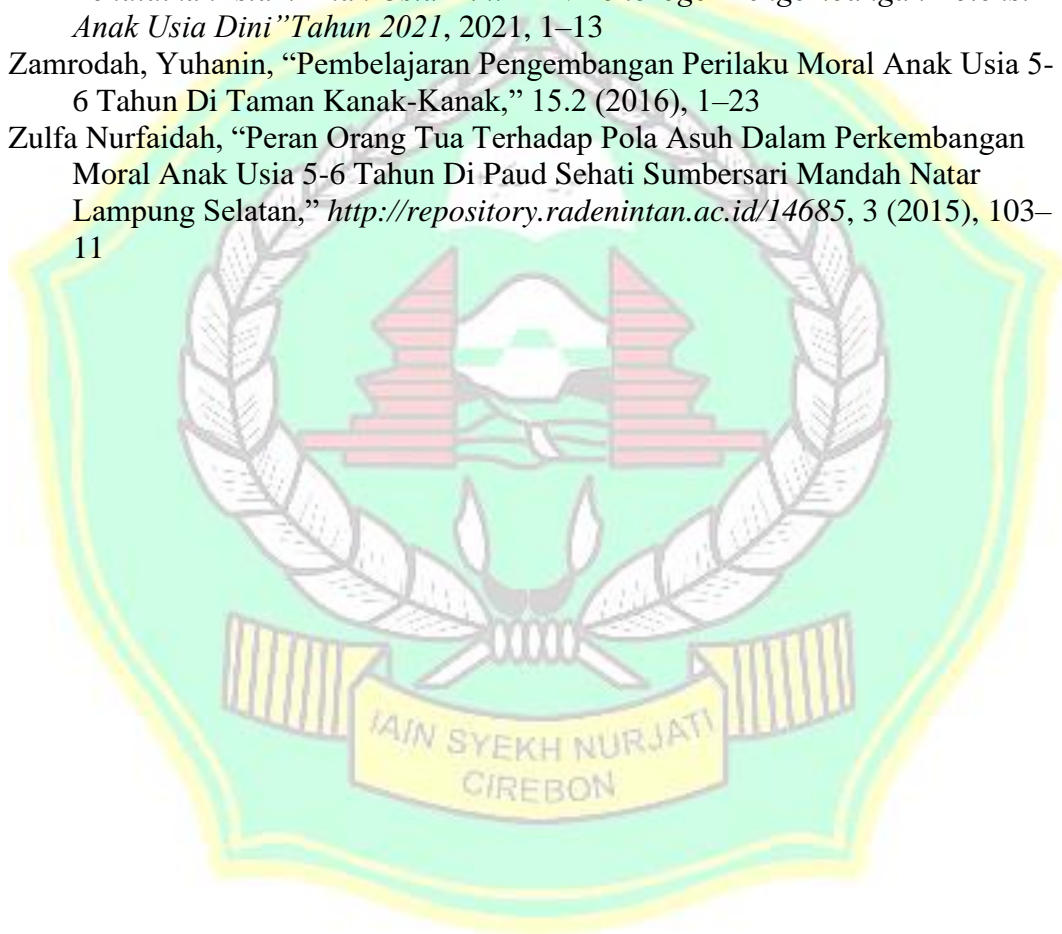 Anak Usia Dini”Tahun 2021, 2021, 1–13
Zamrodah, Yuhanin, “Pembelajaran Pengembangan Perilaku Moral Anak Usia 5-
6 Tahun Di Taman Kanak-Kanak,” 15.2 (2016), 1–23
Zulfa Nurfaidah, “Peran Orang Tua Terhadap Pola Asuh Dalam Perkembangan
Moral Anak Usia 5-6 Tahun Di Paud Sehati Sumbersari Mandah Natar
Lampung Selatan,” http://repository.radenintan.ac.id/14685, 3 (2015), 103–
11
IAIN SYEKH NURJATI
CIREBON